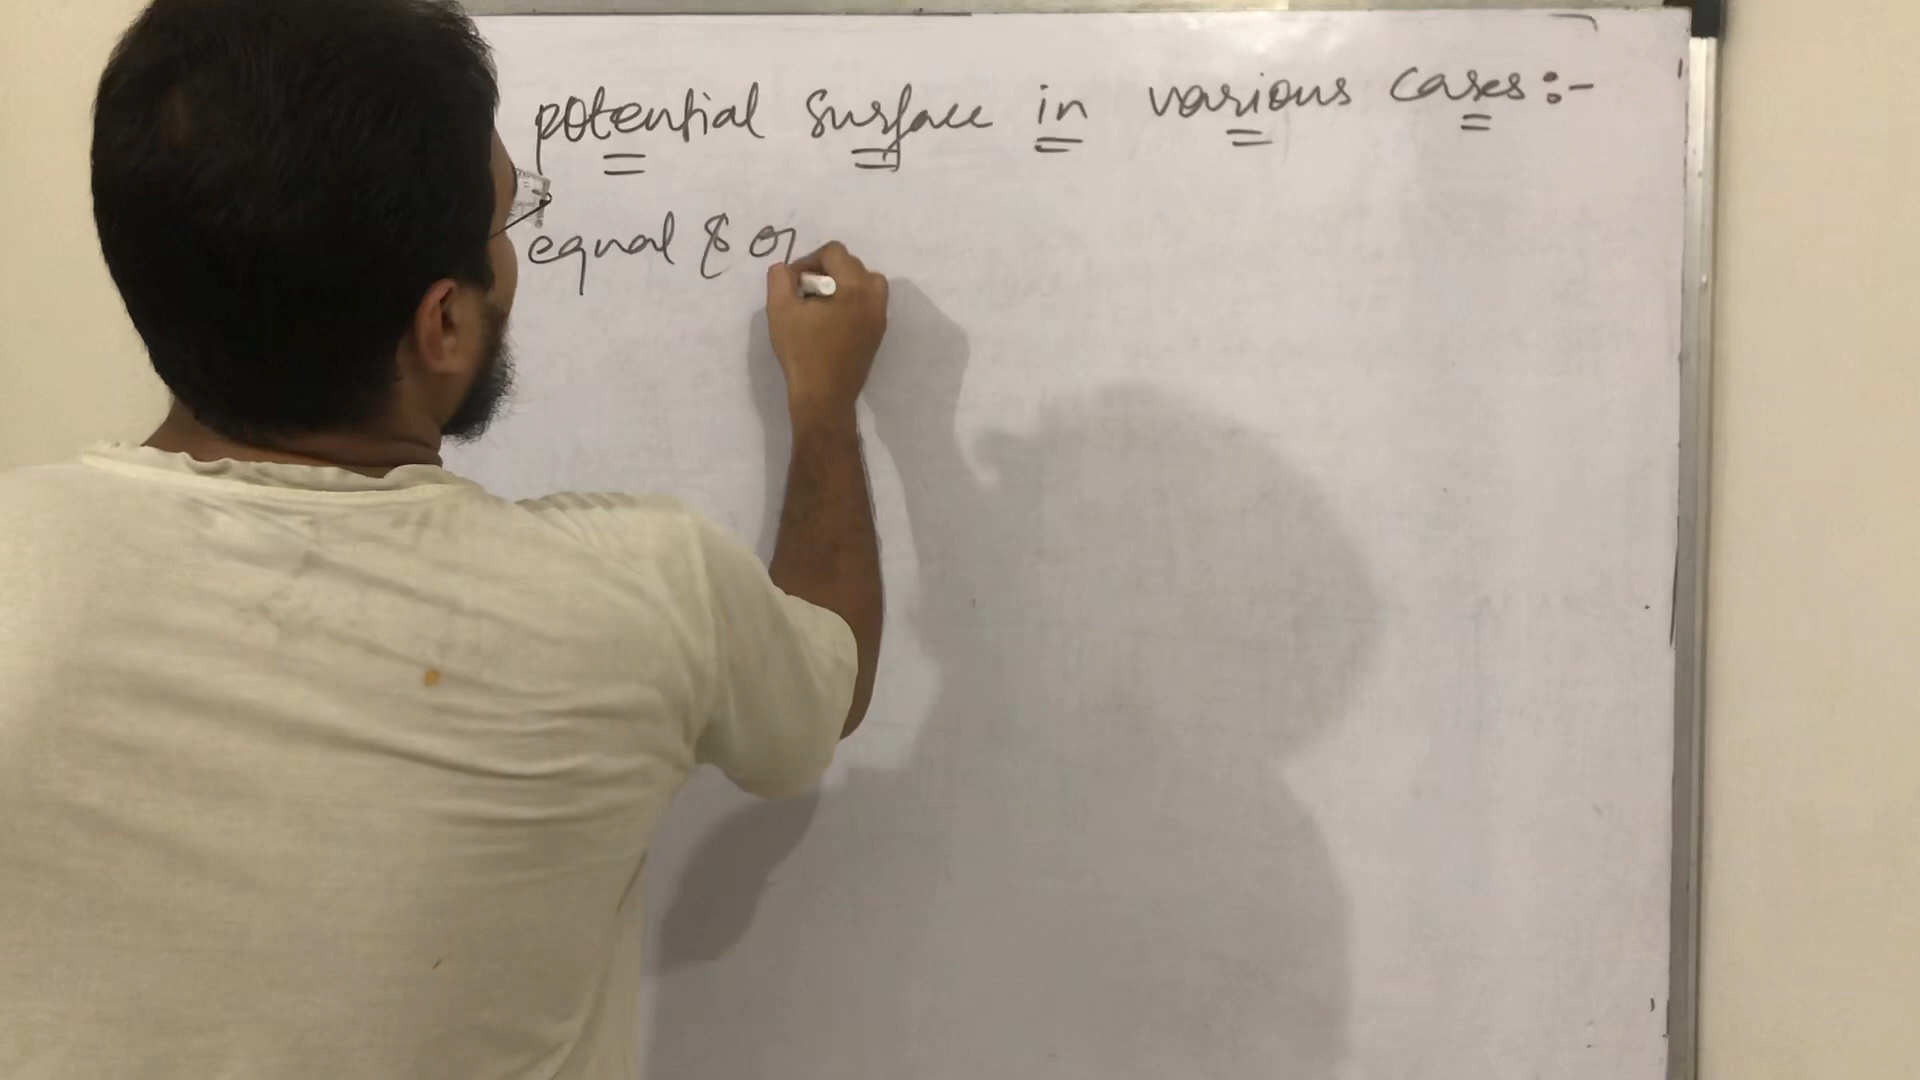 potential surface in various cases:-
equal & op